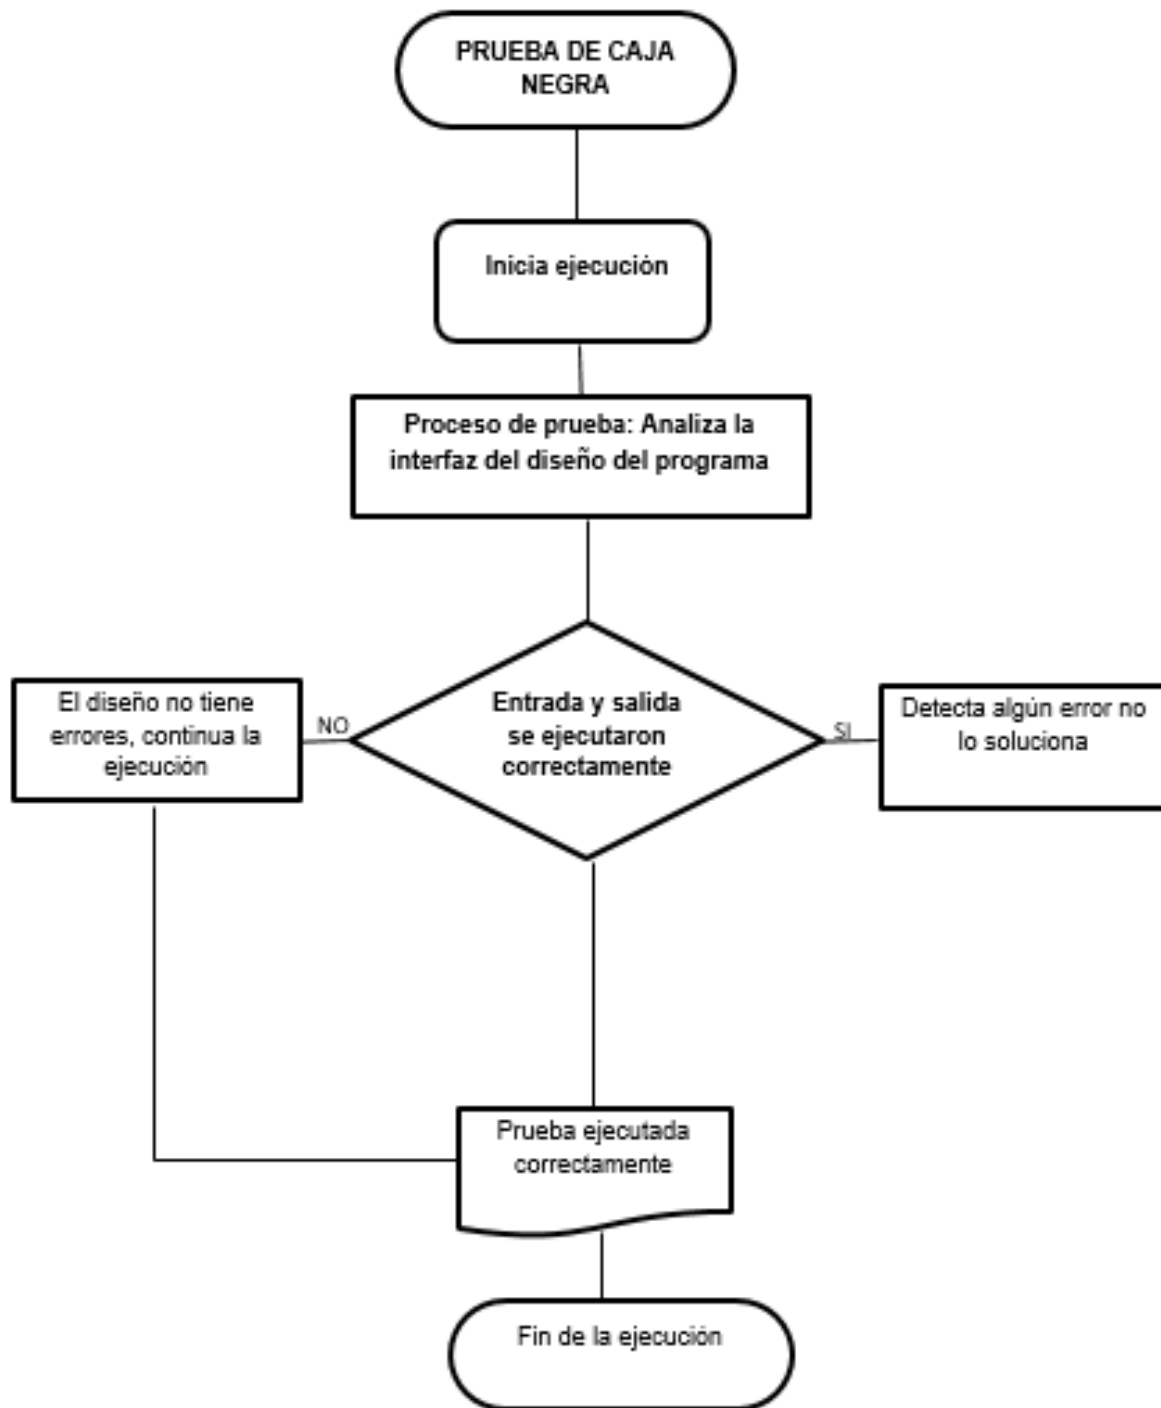 PRUEBA DE CAJA
NEGRA
Inicia ejecución
Proceso de prueba: Analiza la
interfaz del diseño del programa
El diseño no tiene
errores, continua la
ejecución
NO
Entrada y salida
se ejecutaron
correctamente
SI
Detecta algún error no
lo soluciona
Prueba ejecutada
correctamente
Fin de la ejecución